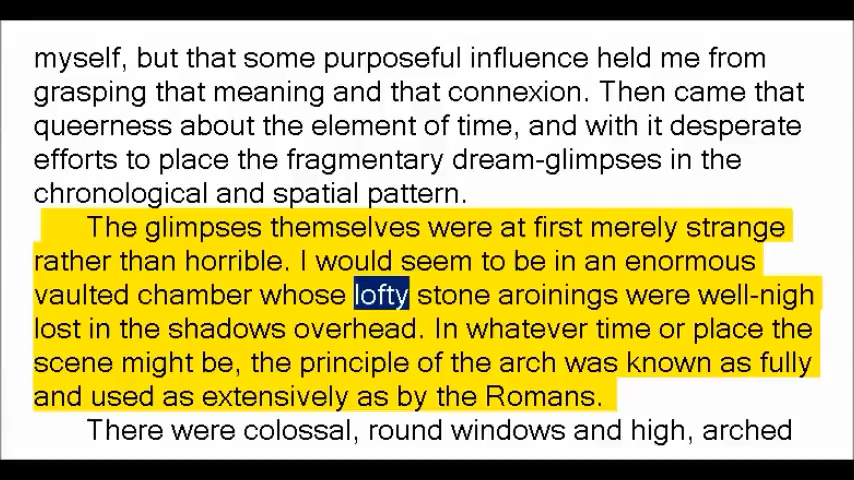 myself, but that some purposeful influence held me from
grasping that meaning and that connexion. Then came that
queerness about the element of time, and with it desperate
efforts to place the fragmentary dream-glimpses in the
chronological and spatial pattern.
The glimpses themselves were at first merely strange
rather than horrible. I would seem to be in an enormous
vaulted chamber whose lofty stone aroinings were well-nigh
lost in the shadows overhead. In whatever time or place the
scene might be, the principle of the arch was known as fully
and used as extensively as by the Romans.
There were colossal, round windows and high, arched